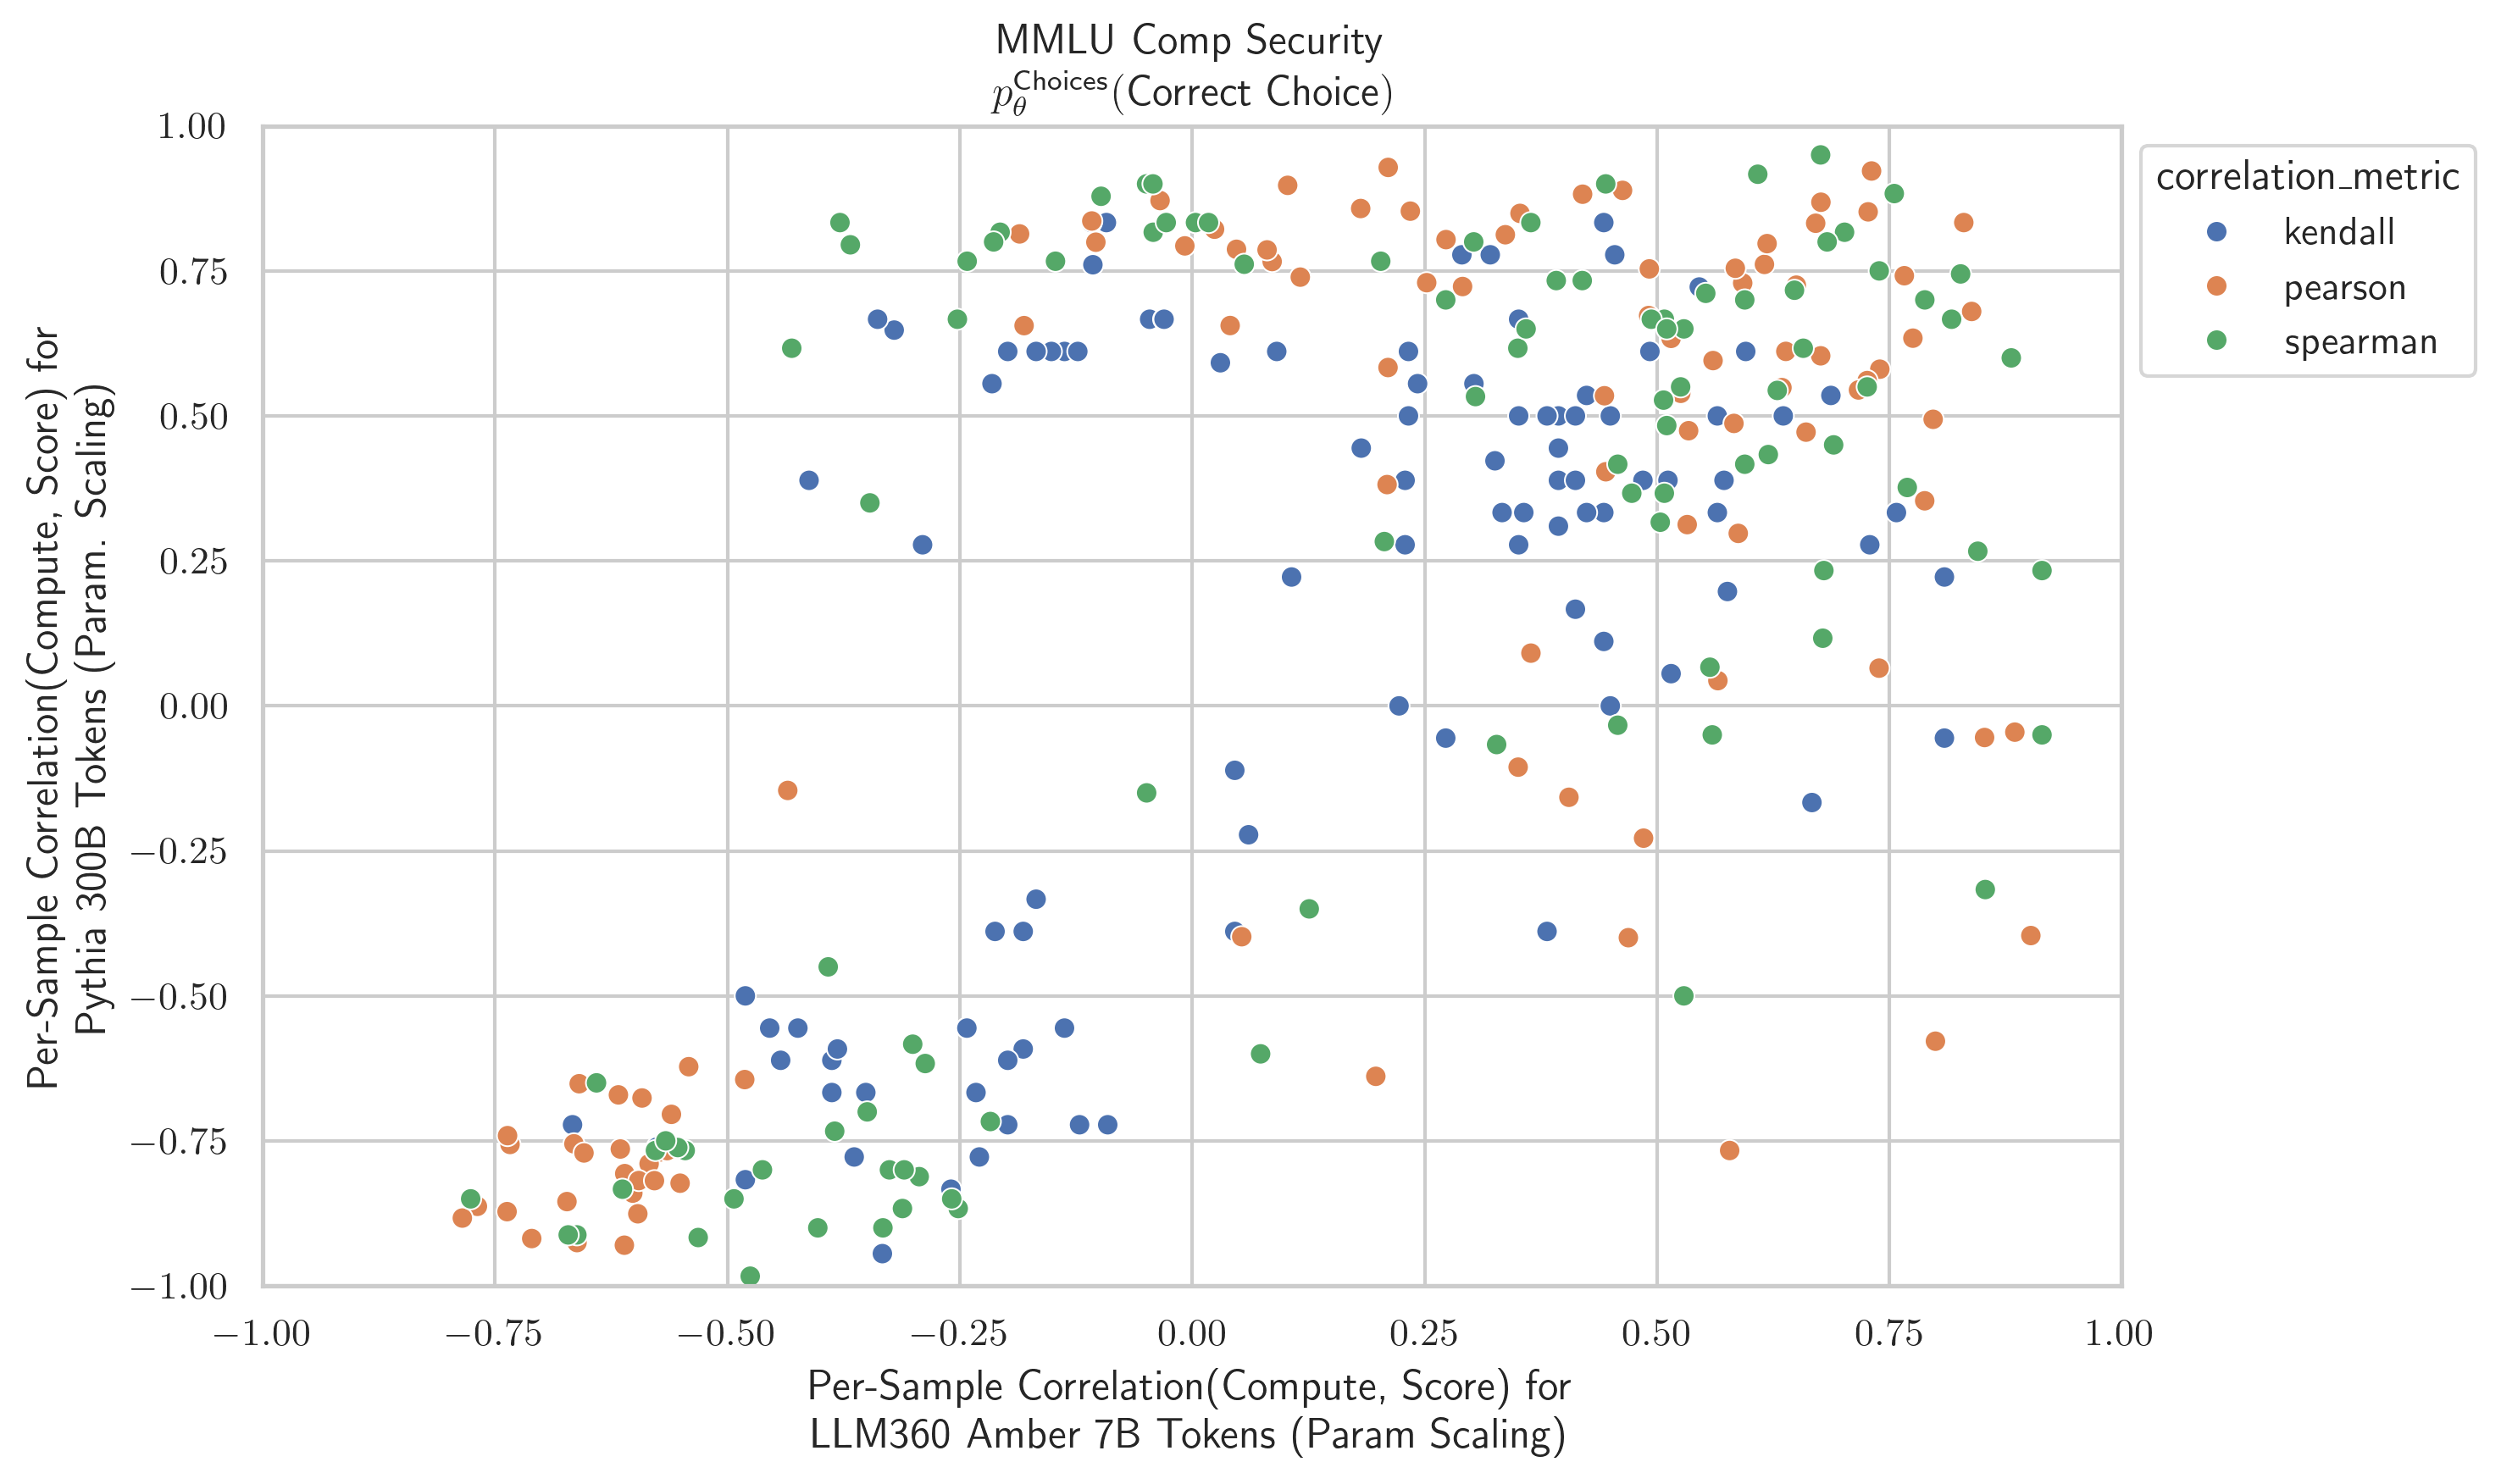 MMLU Comp Security
p_θ^Choices(Correct Choice)
1.00
0.75
0.50
0.25
0.00
−0.25
−0.50
−0.75
−1.00
Per-Sample Correlation(Compute, Score) for
Pythia 300B Tokens (Param. Scaling)
−1.00
−0.75
−0.50
−0.25
0.00
0.25
0.50
0.75
1.00
Per-Sample Correlation(Compute, Score) for
LLM360 Amber 7B Tokens (Param Scaling)
correlation_metric
kendall
pearson
spearman